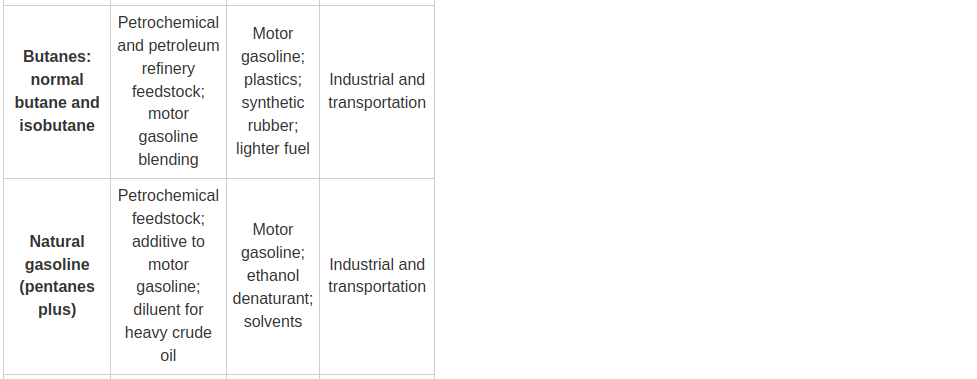 Butanes:
normal
butane and
isobutane
Petrochemical
and petroleum
refinery
feedstock;
motor
gasoline
blending
Motor
gasoline;
plastics;
synthetic
rubber;
lighter fuel
Industrial and
transportation
Natural
gasoline
(pentanes
plus)
Petrochemical
feedstock;
additive to
motor
gasoline;
diluent for
heavy crude
oil
Motor
gasoline;
ethanol
denaturant;
solvents
Industrial and
transportation